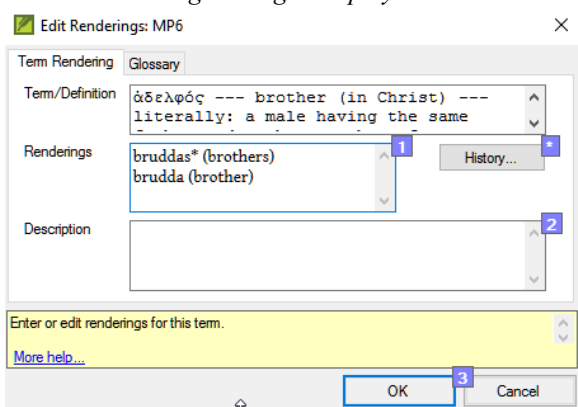 Edit Renderings: MP6
Term Rendering Glossary
Term/Definition
ἀδελφός --- brother (in Christ) ---
literally: a male having the same
Renderings
bruddas* (brothers)
brudda (brother)
1
History...
*
Description
2
Enter or edit renderings for this term.
More help...
OK
3
Cancel